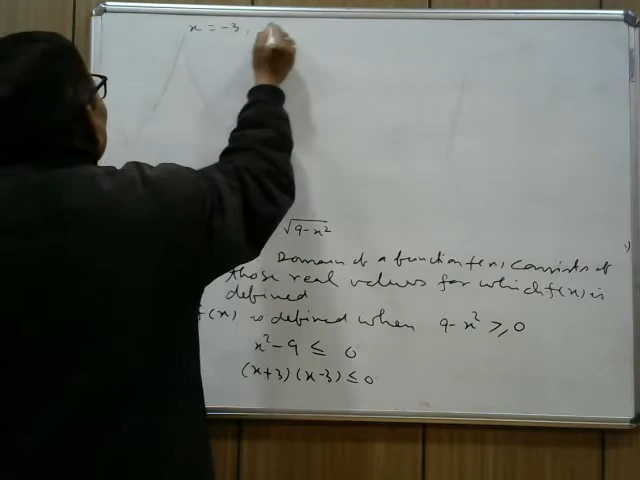 x = -3,
√9-x²
Domain of a function f(x) consists of
those real values for which f(x) is
defined
f(x) is defined when 9-x² ≥ 0
x²-9 ≤ 0
(x+3)(x-3) ≤ 0